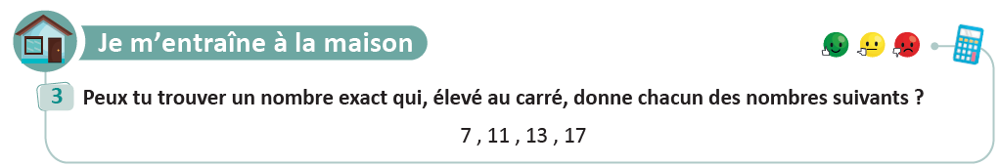 Je m’entraîne à la maison
3 Peux tu trouver un nombre exact qui, élevé au carré, donne chacun des nombres suivants ?
7 , 11 , 13 , 17